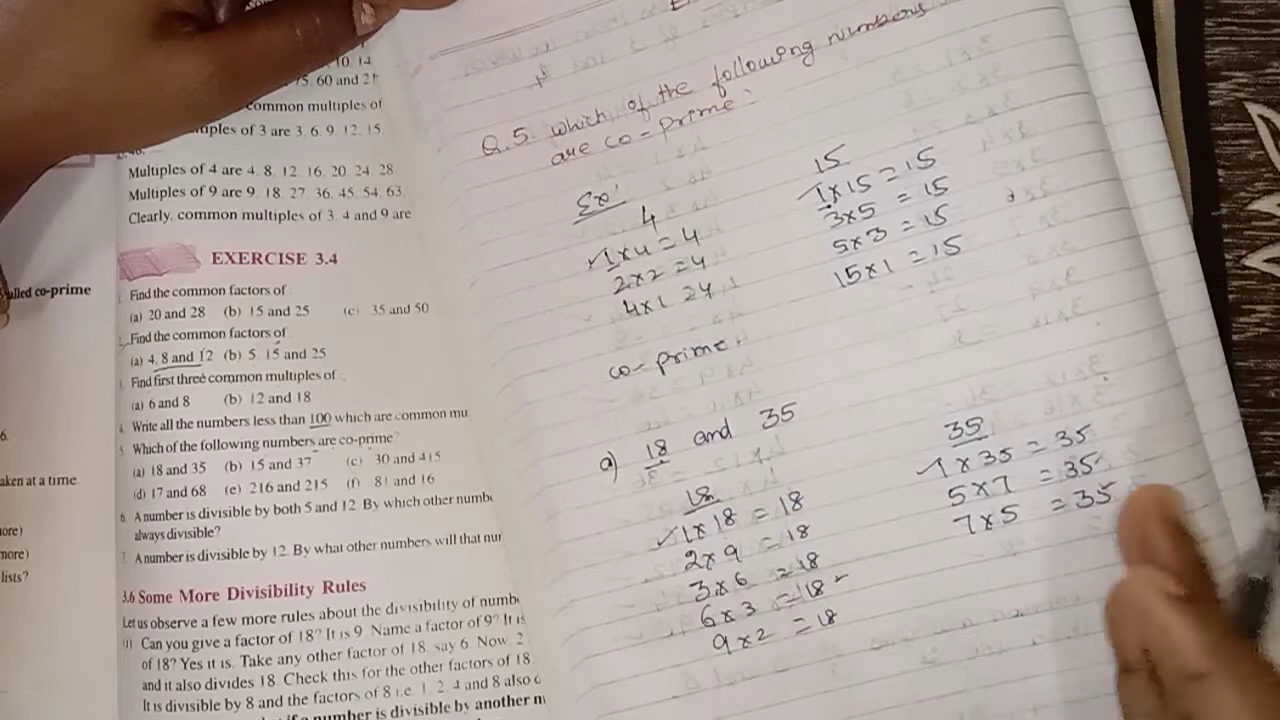 10, 14
75, 60 and 21
common multiples of
tiples of 3 are 3, 6, 9, 12, 15,
Multiples of 4 are 4, 8, 12, 16, 20, 24, 28
Multiples of 9 are 9, 18, 27, 36, 45, 54, 63,
Clearly, common multiples of 3, 4 and 9 are
EXERCISE 3.4
1. Find the common factors of
(a) 20 and 28 (b) 15 and 25 (c) 35 and 50
2. Find the common factors of
(a) 4, 8 and 12 (b) 5, 15 and 25
3. Find first three common multiples of
(a) 6 and 8 (b) 12 and 18
4. Write all the numbers less than 100 which are common mu
5. Which of the following numbers are co-prime?
(a) 18 and 35 (b) 15 and 37 (c) 30 and 415
(d) 17 and 68 (e) 216 and 215 (f) 81 and 16
6. A number is divisible by both 5 and 12. By which other numbe
always divisible?
7. A number is divisible by 12. By what other numbers will that nu
3.6 Some More Divisibility Rules
Let us observe a few more rules about the divisibility of numb
(i) Can you give a factor of 18? It is 9. Name a factor of 9? It is
of 18? Yes it is. Take any other factor of 18, say 6. Now, 2
and it also divides 18. Check this for the other factors of 18.
It is divisible by 8 and the factors of 8 i.e. 1, 2, 4 and 8 also d
number is divisible by another n
alled co-prime
6.
aken at a time.
ore)
more)
lists?
Q.5. Which of the following numbers
are co-prime:
Ex'
4
1x4 = 4
2x2 = 4
4x1 = 4
15
1x15 = 15
3x5 = 15
5x3 = 15
15x1 = 15
co-prime
a) 18 and 35
18
1x18 = 18
2x9 = 18
3x6 = 18
6x3 = 18
9x2 = 18
35
1x35 = 35
5x7 = 35
7x5 = 35